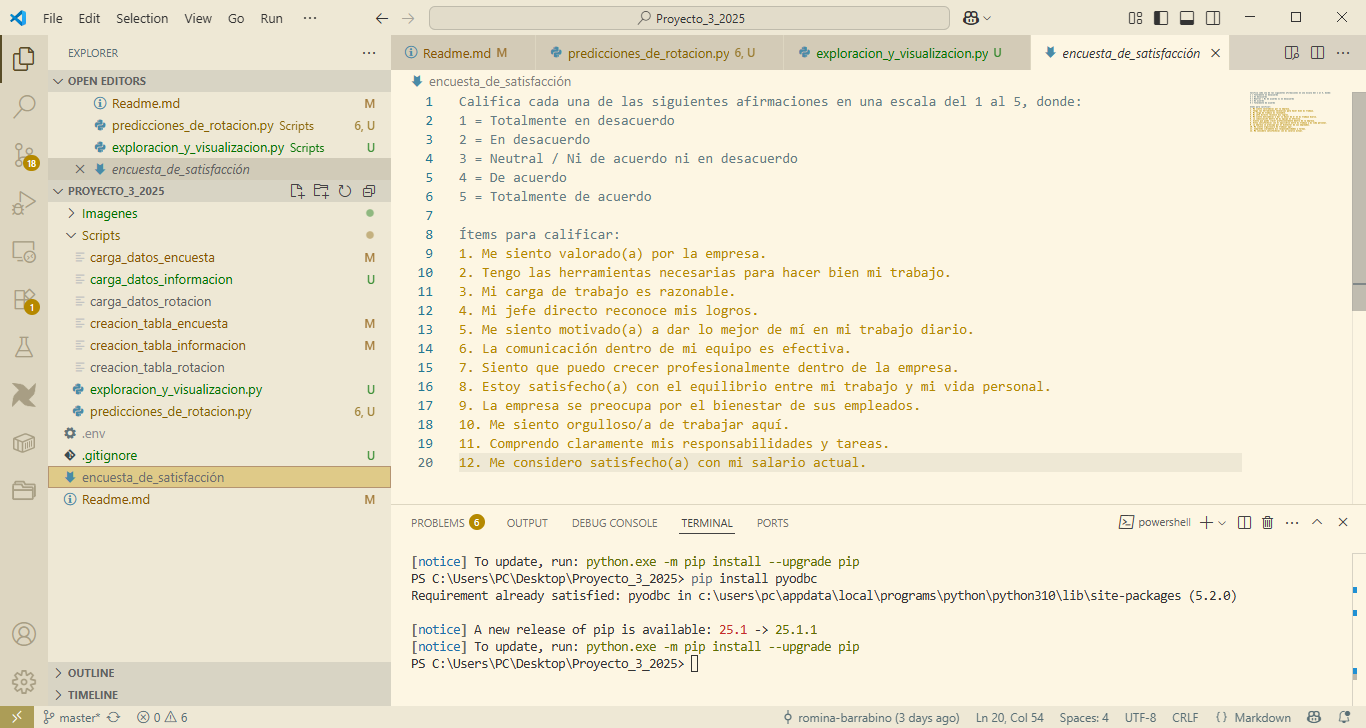 File Edit Selection View Go Run ··· Proyecto_3_2025
EXPLORER ···
OPEN EDITORS
Readme.md M
predicciones_de_rotacion.py Scripts 6, U
exploracion_y_visualizacion.py Scripts U
encuesta_de_satisfacción
PROYECTO_3_2025
Imagenes
Scripts
carga_datos_encuesta M
carga_datos_informacion U
carga_datos_rotacion
creacion_tabla_encuesta M
creacion_tabla_informacion M
creacion_tabla_rotacion
exploracion_y_visualizacion.py U
predicciones_de_rotacion.py 6, U
.env
.gitignore U
encuesta_de_satisfacción
Readme.md M
OUTLINE
TIMELINE
18
1
Readme.md M predicciones_de_rotacion.py 6, U exploracion_y_visualizacion.py U encuesta_de_satisfacción
encuesta_de_satisfacción
1 Califica cada una de las siguientes afirmaciones en una escala del 1 al 5, donde:
2 1 = Totalmente en desacuerdo
3 2 = En desacuerdo
4 3 = Neutral / Ni de acuerdo ni en desacuerdo
5 4 = De acuerdo
6 5 = Totalmente de acuerdo
7
8 Ítems para calificar:
9 1. Me siento valorado(a) por la empresa.
10 2. Tengo las herramientas necesarias para hacer bien mi trabajo.
11 3. Mi carga de trabajo es razonable.
12 4. Mi jefe directo reconoce mis logros.
13 5. Me siento motivado(a) a dar lo mejor de mí en mi trabajo diario.
14 6. La comunicación dentro de mi equipo es efectiva.
15 7. Siento que puedo crecer profesionalmente dentro de la empresa.
16 8. Estoy satisfecho(a) con el equilibrio entre mi trabajo y mi vida personal.
17 9. La empresa se preocupa por el bienestar de sus empleados.
18 10. Me siento orgulloso/a de trabajar aquí.
19 11. Comprendo claramente mis responsabilidades y tareas.
20 12. Me considero satisfecho(a) con mi salario actual.
PROBLEMS 6 OUTPUT DEBUG CONSOLE TERMINAL PORTS powershell
[notice] To update, run: python.exe -m pip install --upgrade pip
PS C:\Users\PC\Desktop\Proyecto_3_2025> pip install pyodbc
Requirement already satisfied: pyodbc in c:\users\pc\appdata\local\programs\python\python310\lib\site-packages (5.2.0)
[notice] A new release of pip is available: 25.1 -> 25.1.1
[notice] To update, run: python.exe -m pip install --upgrade pip
PS C:\Users\PC\Desktop\Proyecto_3_2025>
master* 0 6 romina-barrabino (3 days ago) Ln 20, Col 54 Spaces: 4 UTF-8 CRLF {} Markdown